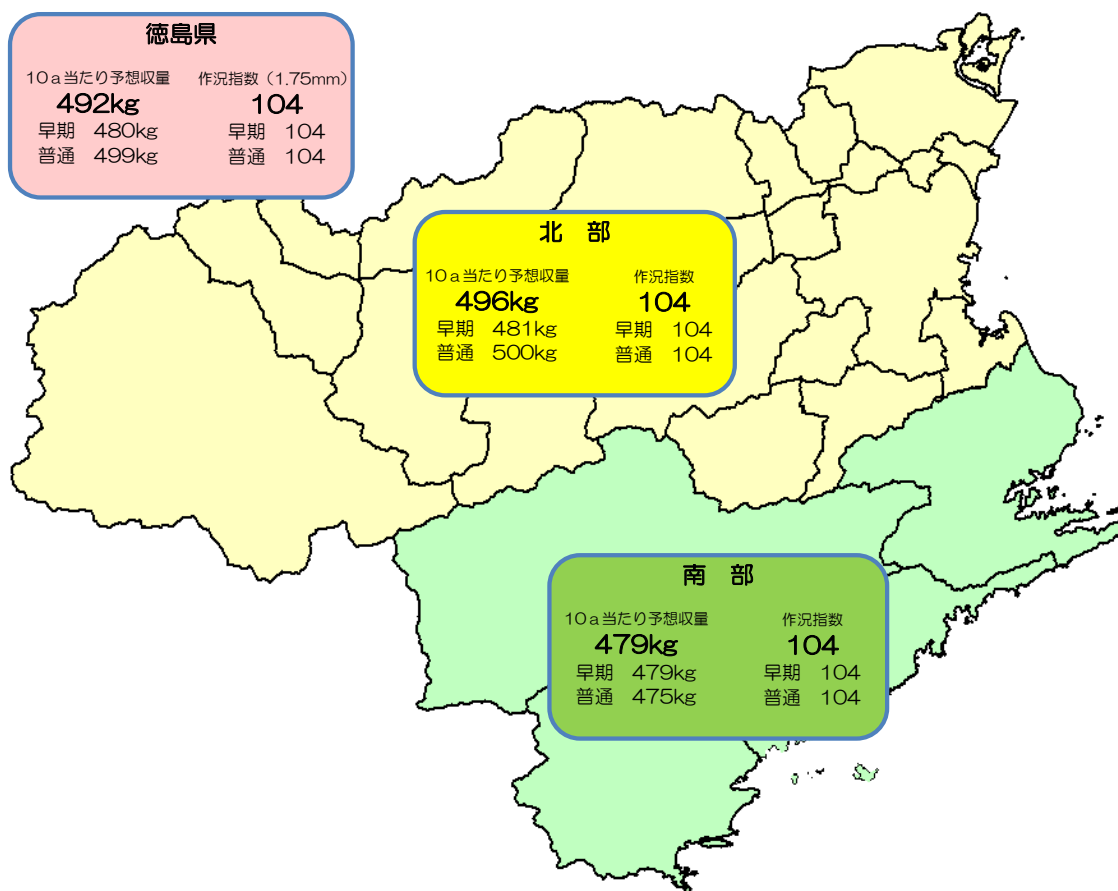 徳島県
10a当たり予想収量 作況指数（1.75mm）
492kg 104
早期 480kg 早期 104
普通 499kg 普通 104
北 部
10a当たり予想収量 作況指数
496kg 104
早期 481kg 早期 104
普通 500kg 普通 104
南 部
10a当たり予想収量 作況指数
479kg 104
早期 479kg 早期 104
普通 475kg 普通 104